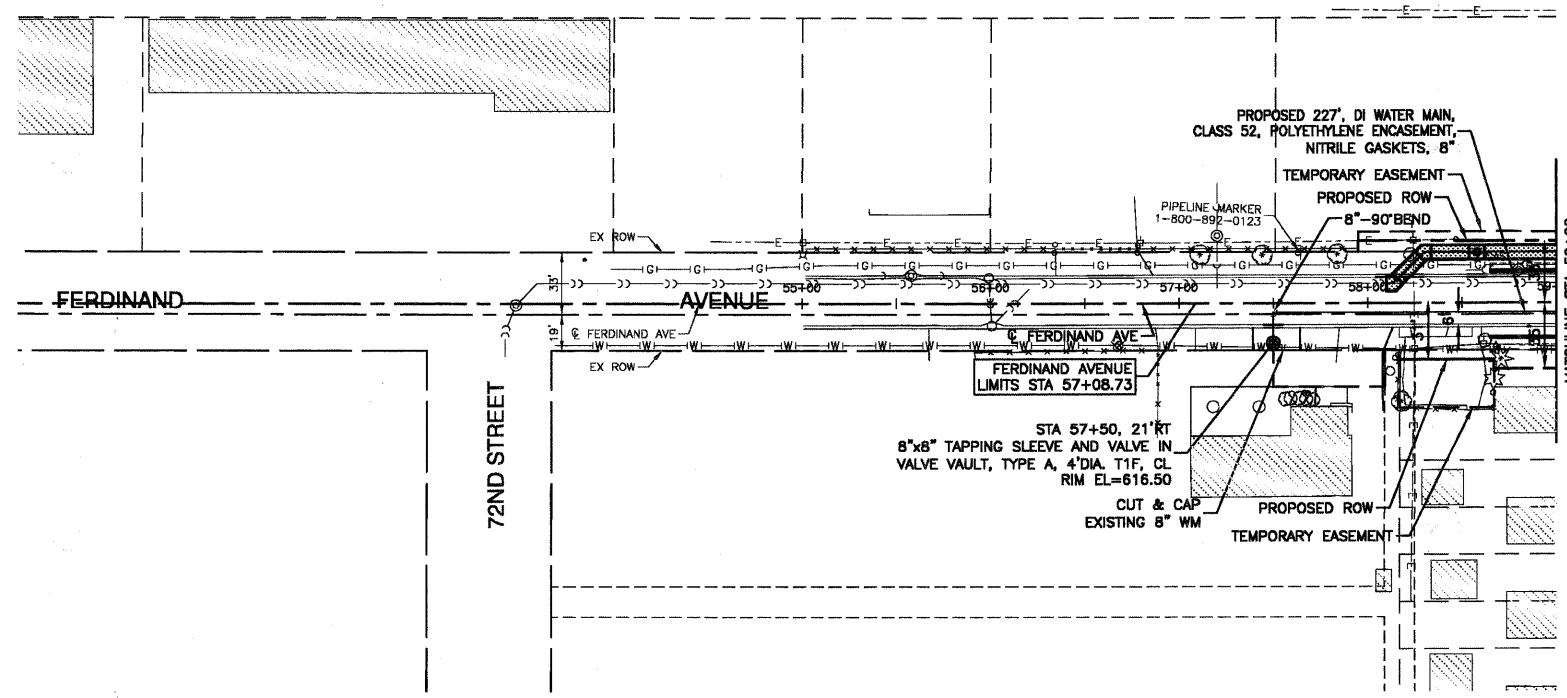 E
E
PROPOSED 227', DI WATER MAIN,
CLASS 52, POLYETHYLENE ENCASEMENT,
NITRILE GASKETS, 8"
TEMPORARY EASEMENT
PROPOSED ROW
PIPELINE MARKER
1-800-892-0123
8"-90°BEND
EX ROW
E E E E E E
G G G G G G G G G G G G G
33'
FERDINAND AVENUE
55+00
56+00
57+00
58+00
19'
℄ FERDINAND AVE
℄ FERDINAND AVE
W W W W W W W W W W W W W W W W
EX ROW
FERDINAND AVENUE
LIMITS STA 57+08.73
72ND STREET
STA 57+50, 21'RT
8"x8" TAPPING SLEEVE AND VALVE IN
VALVE VAULT, TYPE A, 4'DIA. T1F, CL
RIM EL=616.50
CUT & CAP
EXISTING 8" WM
PROPOSED ROW
TEMPORARY EASEMENT